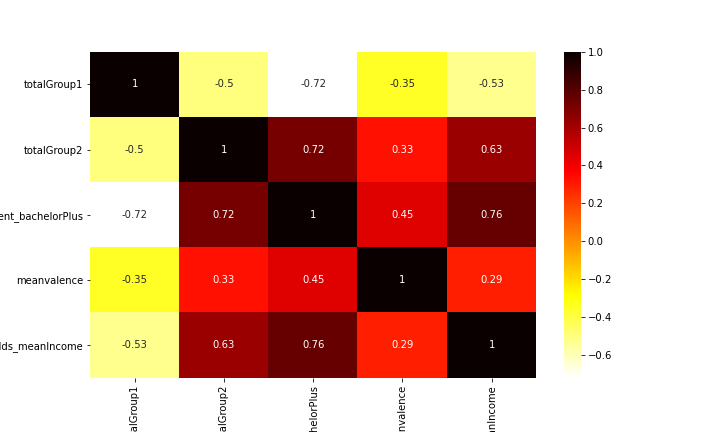 totalGroup1 1 -0.5 -0.72 -0.35 -0.53
totalGroup2 -0.5 1 0.72 0.33 0.63
ent_bachelorPlus -0.72 0.72 1 0.45 0.76
meanvalence -0.35 0.33 0.45 1 0.29
lds_meanIncome -0.53 0.63 0.76 0.29 1
alGroup1
alGroup2
helorPlus
nvalence
anIncome
1.0
0.8
0.6
0.4
0.2
0.0
−0.2
−0.4
−0.6